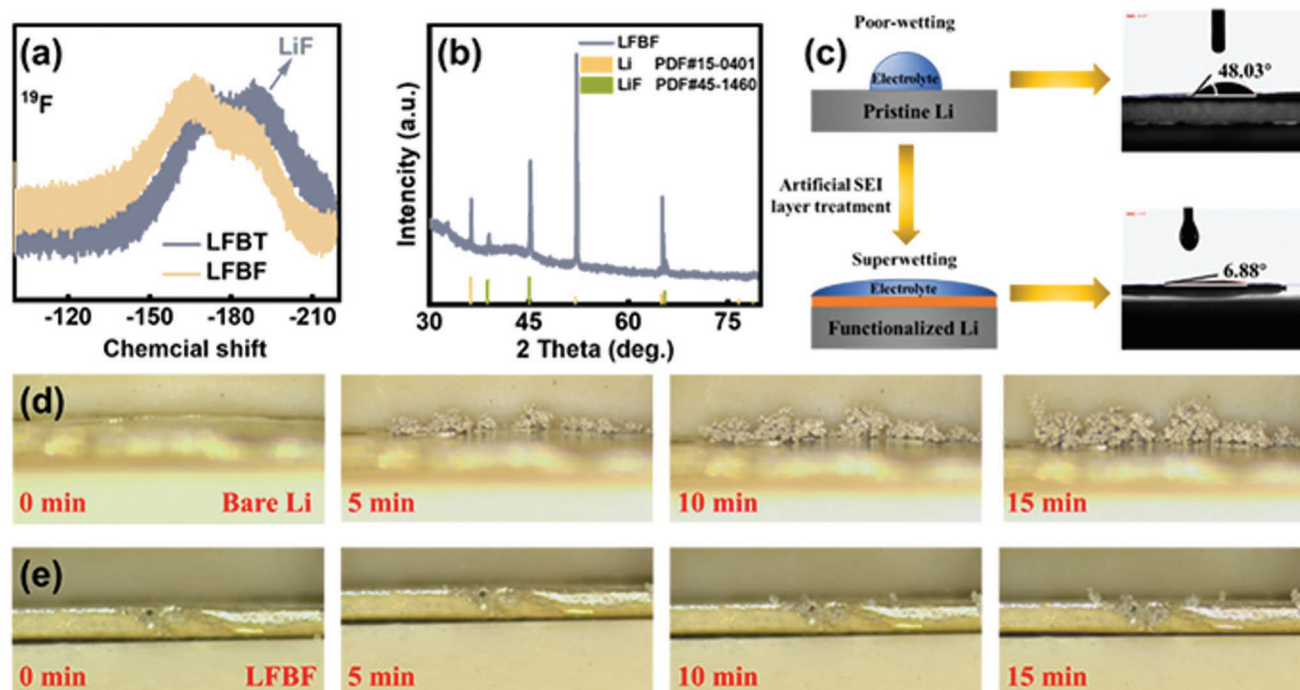 (a)
LiF
19F
LFBT
LFBF
-120 -150 -180 -210
Chemcial shift
(b)
LFBF
Li PDF#15-0401
LiF PDF#45-1460
Intencity (a.u.)
30 45 60 75
2 Theta (deg.)
(c)
Poor-wetting
Electrolyte
Pristine Li
48.03°
Artificial SEI
layer treatment
Superwetting
Electrolyte
Functionalized Li
6.88°
(d)
0 min Bare Li
5 min
10 min
15 min
(e)
0 min LFBF
5 min
10 min
15 min